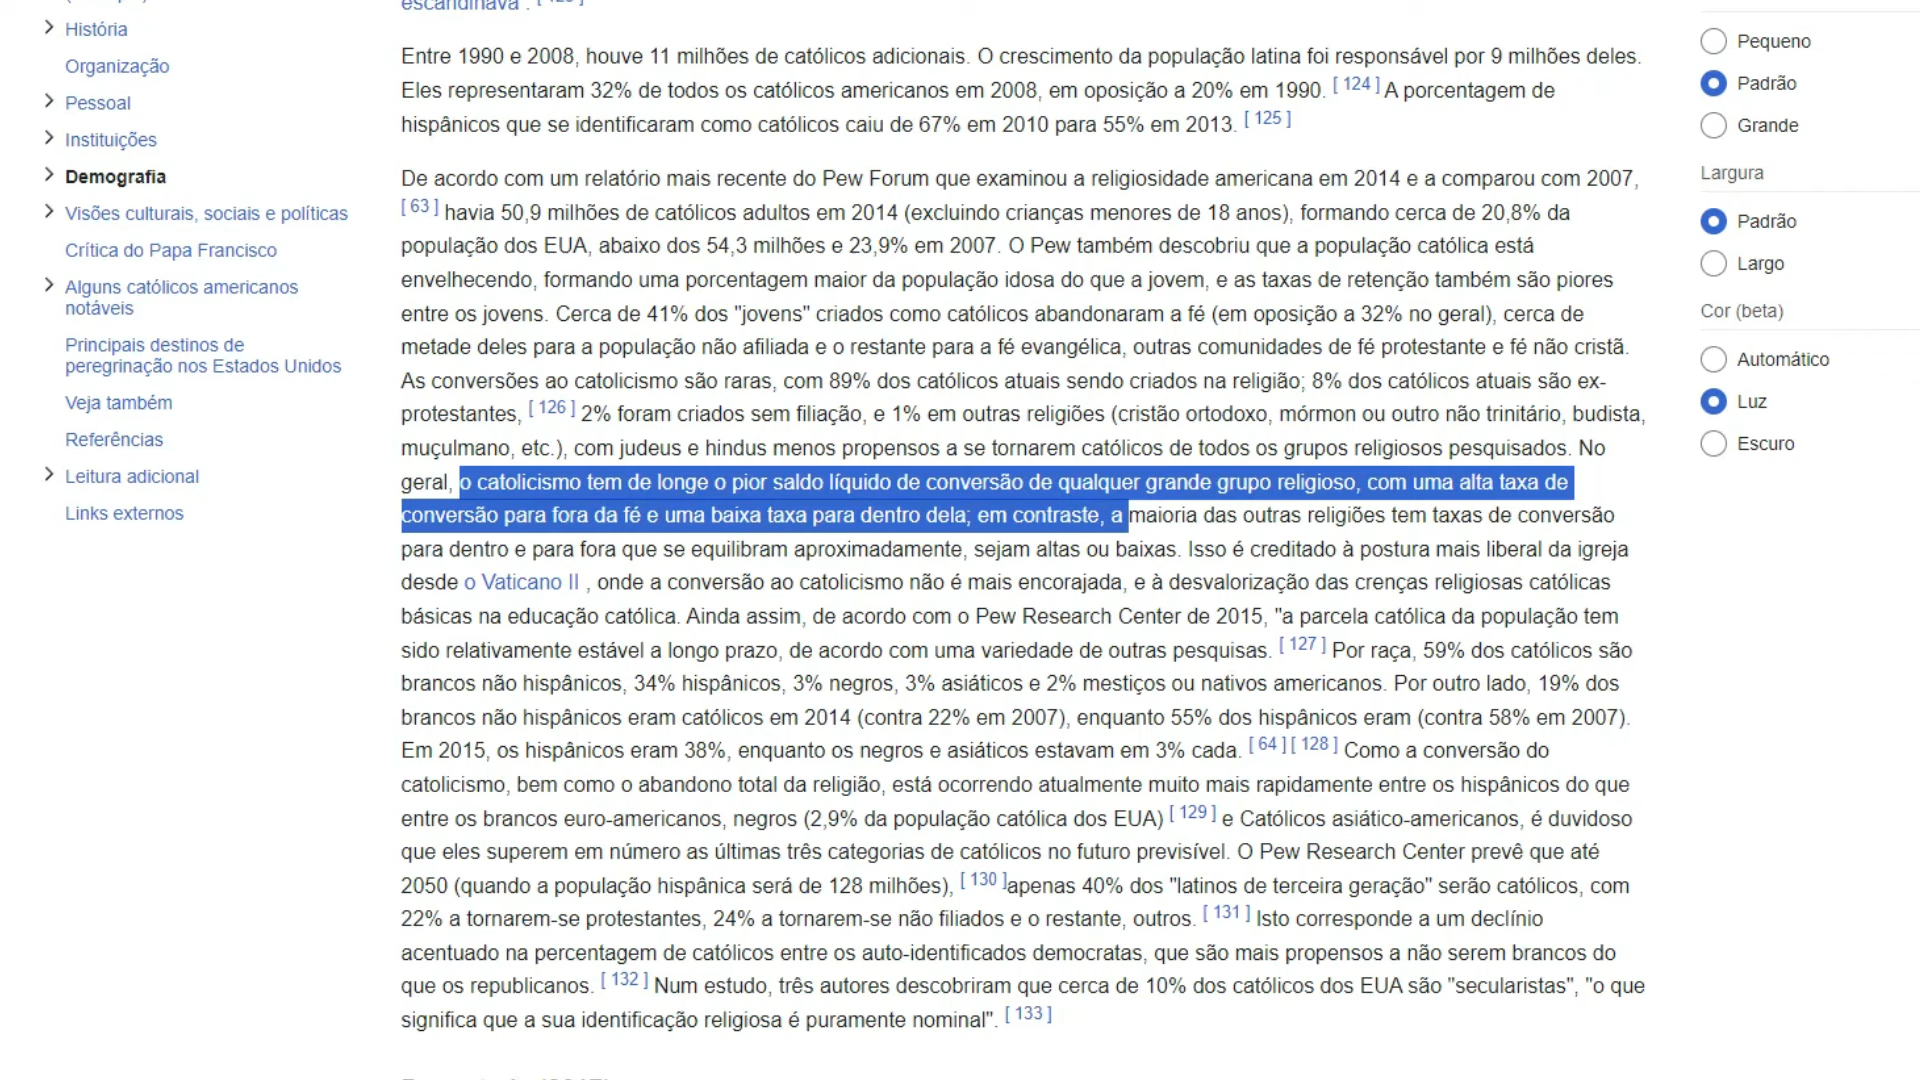 História
Organização
Pessoal
Instituições
Demografia
Visões culturais, sociais e políticas
Crítica do Papa Francisco
Alguns católicos americanos
notáveis
Principais destinos de
peregrinação nos Estados Unidos
Veja também
Referências
Leitura adicional
Links externos
escandinava .
Entre 1990 e 2008, houve 11 milhões de católicos adicionais. O crescimento da população latina foi responsável por 9 milhões deles.
Eles representaram 32% de todos os católicos americanos em 2008, em oposição a 20% em 1990. [ 124 ] A porcentagem de
hispânicos que se identificaram como católicos caiu de 67% em 2010 para 55% em 2013. [ 125 ]
De acordo com um relatório mais recente do Pew Forum que examinou a religiosidade americana em 2014 e a comparou com 2007,
[ 63 ] havia 50,9 milhões de católicos adultos em 2014 (excluindo crianças menores de 18 anos), formando cerca de 20,8% da
população dos EUA, abaixo dos 54,3 milhões e 23,9% em 2007. O Pew também descobriu que a população católica está
envelhecendo, formando uma porcentagem maior da população idosa do que a jovem, e as taxas de retenção também são piores
entre os jovens. Cerca de 41% dos "jovens" criados como católicos abandonaram a fé (em oposição a 32% no geral), cerca de
metade deles para a população não afiliada e o restante para a fé evangélica, outras comunidades de fé protestante e fé não cristã.
As conversões ao catolicismo são raras, com 89% dos católicos atuais sendo criados na religião; 8% dos católicos atuais são ex-
protestantes, [ 126 ] 2% foram criados sem filiação, e 1% em outras religiões (cristão ortodoxo, mórmon ou outro não trinitário, budista,
muçulmano, etc.), com judeus e hindus menos propensos a se tornarem católicos de todos os grupos religiosos pesquisados. No
geral, o catolicismo tem de longe o pior saldo líquido de conversão de qualquer grande grupo religioso, com uma alta taxa de
conversão para fora da fé e uma baixa taxa para dentro dela; em contraste, a maioria das outras religiões tem taxas de conversão
para dentro e para fora que se equilibram aproximadamente, sejam altas ou baixas. Isso é creditado à postura mais liberal da igreja
desde o Vaticano II , onde a conversão ao catolicismo não é mais encorajada, e à desvalorização das crenças religiosas católicas
básicas na educação católica. Ainda assim, de acordo com o Pew Research Center de 2015, "a parcela católica da população tem
sido relativamente estável a longo prazo, de acordo com uma variedade de outras pesquisas. [ 127 ] Por raça, 59% dos católicos são
brancos não hispânicos, 34% hispânicos, 3% negros, 3% asiáticos e 2% mestiços ou nativos americanos. Por outro lado, 19% dos
brancos não hispânicos eram católicos em 2014 (contra 22% em 2007), enquanto 55% dos hispânicos eram (contra 58% em 2007).
Em 2015, os hispânicos eram 38%, enquanto os negros e asiáticos estavam em 3% cada. [ 64 ] [ 128 ] Como a conversão do
catolicismo, bem como o abandono total da religião, está ocorrendo atualmente muito mais rapidamente entre os hispânicos do que
entre os brancos euro-americanos, negros (2,9% da população católica dos EUA) [ 129 ] e Católicos asiático-americanos, é duvidoso
que eles superem em número as últimas três categorias de católicos no futuro previsível. O Pew Research Center prevê que até
2050 (quando a população hispânica será de 128 milhões), [ 130 ]apenas 40% dos "latinos de terceira geração" serão católicos, com
22% a tornarem-se protestantes, 24% a tornarem-se não filiados e o restante, outros. [ 131 ] Isto corresponde a um declínio
acentuado na percentagem de católicos entre os auto-identificados democratas, que são mais propensos a não serem brancos do
que os republicanos. [ 132 ] Num estudo, três autores descobriram que cerca de 10% dos católicos dos EUA são "secularistas", "o que
significa que a sua identificação religiosa é puramente nominal". [ 133 ]
Pequeno
Padrão
Grande
Largura
Padrão
Largo
Cor (beta)
Automático
Luz
Escuro